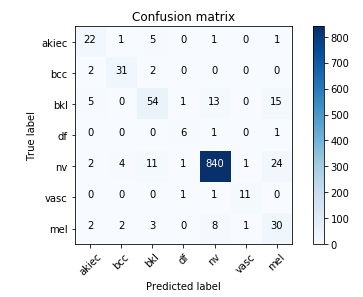 Confusion matrix
akiec 22 1 5 0 1 0 1
bcc 2 31 2 0 0 0 0
bkl 5 0 54 1 13 0 15
df 0 0 0 6 1 0 1
nv 2 4 11 1 840 1 24
vasc 0 0 0 1 1 11 0
mel 2 2 3 0 8 1 30
True label
akiec bcc bkl df nv vasc mel
Predicted label
800
700
600
500
400
300
200
100
0